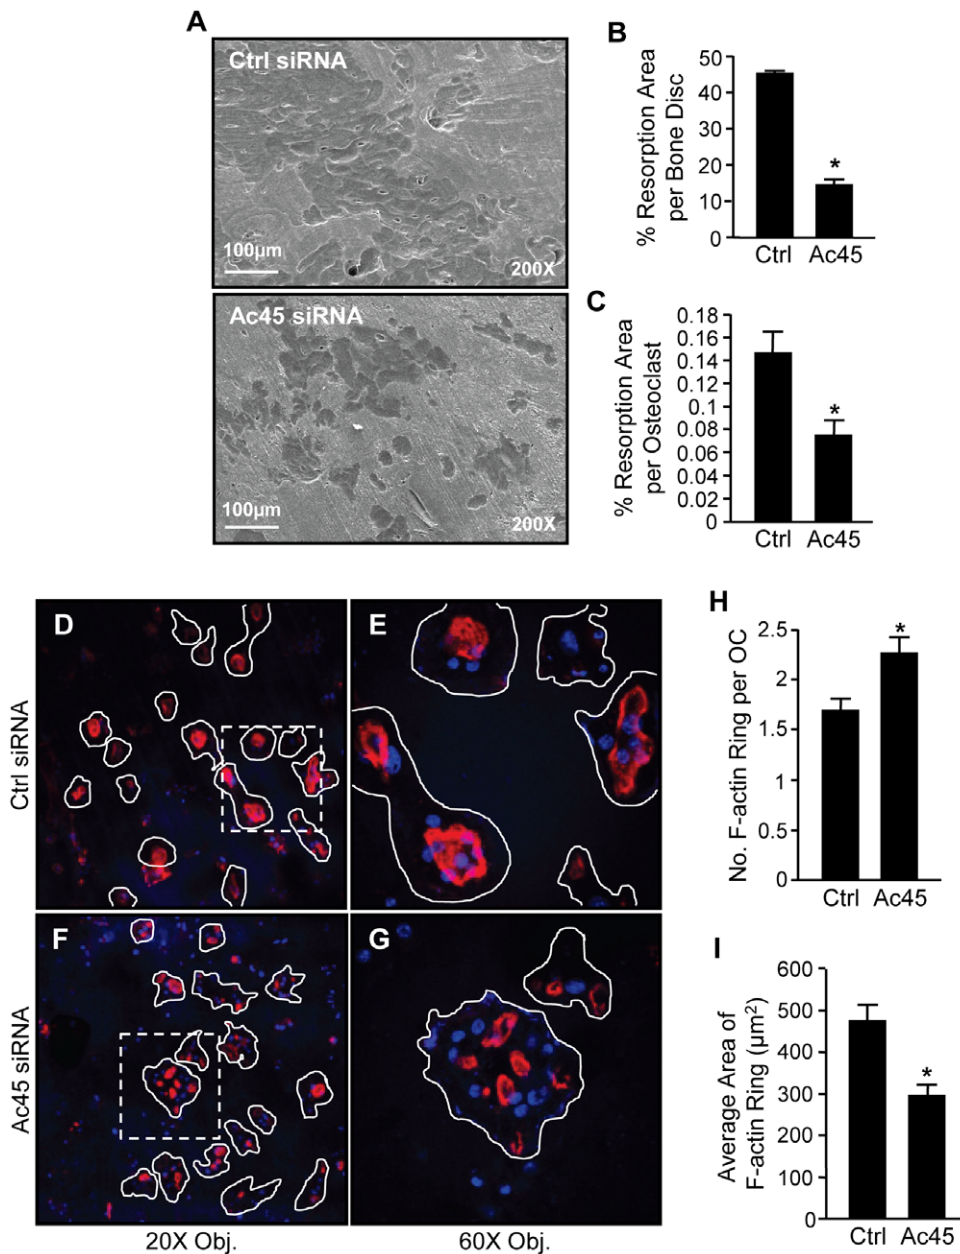 A
Ctrl siRNA
100µm
200X
Ac45 siRNA
100µm
200X
B
% Resorption Area
per Bone Disc
50
40
30
20
10
0
*
Ctrl
Ac45
C
% Resorption Area
per Osteoclast
0.18
0.16
0.14
0.12
0.1
0.08
0.06
0.04
0.02
0
*
Ctrl
Ac45
Ctrl siRNA
D
E
Ac45 siRNA
F
G
20X Obj.
60X Obj.
H
No. F-actin Ring per OC
2.5
2
1.5
1
0.5
0
*
Ctrl
Ac45
I
Average Area of
F-actin Ring (µm²)
600
500
400
300
200
100
0
*
Ctrl
Ac45